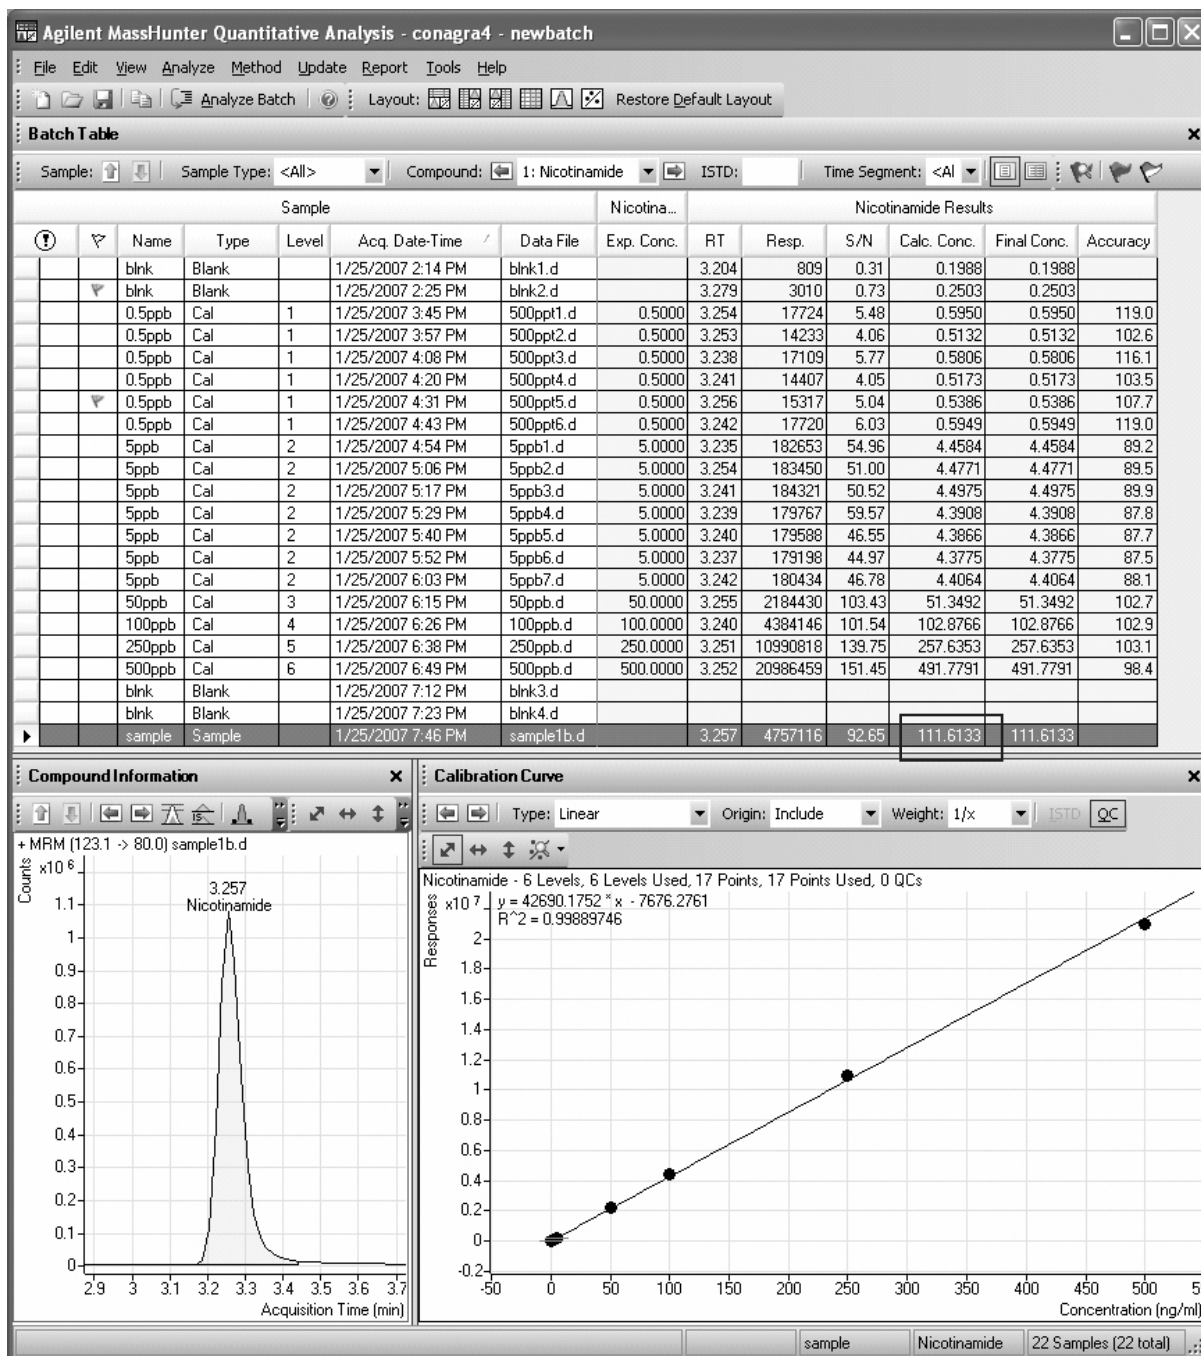 Agilent MassHunter Quantitative Analysis - conagra4 - newbatch
File Edit View Analyze Method Update Report Tools Help
Analyze Batch Layout: Restore Default Layout
Batch Table
Sample: Sample Type: <All> Compound: 1: Nicotinamide ISTD: Time Segment: <Al
Sample Nicotina... Nicotinamide Results
Name Type Level Acq. Date-Time Data File Exp. Conc. RT Resp. S/N Calc. Conc. Final Conc. Accuracy
blnk Blank 1/25/2007 2:14 PM blnk1.d 3.204 809 0.31 0.1988 0.1988
blnk Blank 1/25/2007 2:25 PM blnk2.d 3.279 3010 0.73 0.2503 0.2503
0.5ppb Cal 1 1/25/2007 3:45 PM 500ppt1.d 0.5000 3.254 17724 5.48 0.5950 0.5950 119.0
0.5ppb Cal 1 1/25/2007 3:57 PM 500ppt2.d 0.5000 3.253 14233 4.06 0.5132 0.5132 102.6
0.5ppb Cal 1 1/25/2007 4:08 PM 500ppt3.d 0.5000 3.238 17109 5.77 0.5806 0.5806 116.1
0.5ppb Cal 1 1/25/2007 4:20 PM 500ppt4.d 0.5000 3.241 14407 4.05 0.5173 0.5173 103.5
0.5ppb Cal 1 1/25/2007 4:31 PM 500ppt5.d 0.5000 3.256 15317 5.04 0.5386 0.5386 107.7
0.5ppb Cal 1 1/25/2007 4:43 PM 500ppt6.d 0.5000 3.242 17720 6.03 0.5949 0.5949 119.0
5ppb Cal 2 1/25/2007 4:54 PM 5ppb1.d 5.0000 3.235 182653 54.96 4.4584 4.4584 89.2
5ppb Cal 2 1/25/2007 5:06 PM 5ppb2.d 5.0000 3.254 183450 51.00 4.4771 4.4771 89.5
5ppb Cal 2 1/25/2007 5:17 PM 5ppb3.d 5.0000 3.241 184321 50.52 4.4975 4.4975 89.9
5ppb Cal 2 1/25/2007 5:29 PM 5ppb4.d 5.0000 3.239 179767 59.57 4.3908 4.3908 87.8
5ppb Cal 2 1/25/2007 5:40 PM 5ppb5.d 5.0000 3.240 179588 46.55 4.3866 4.3866 87.7
5ppb Cal 2 1/25/2007 5:52 PM 5ppb6.d 5.0000 3.237 179198 44.97 4.3775 4.3775 87.5
5ppb Cal 2 1/25/2007 6:03 PM 5ppb7.d 5.0000 3.242 180434 46.78 4.4064 4.4064 88.1
50ppb Cal 3 1/25/2007 6:15 PM 50ppb.d 50.0000 3.255 2184430 103.43 51.3492 51.3492 102.7
100ppb Cal 4 1/25/2007 6:26 PM 100ppb.d 100.0000 3.240 4384146 101.54 102.8766 102.8766 102.9
250ppb Cal 5 1/25/2007 6:38 PM 250ppb.d 250.0000 3.251 10990818 139.75 257.6353 257.6353 103.1
500ppb Cal 6 1/25/2007 6:49 PM 500ppb.d 500.0000 3.252 20986459 151.45 491.7791 491.7791 98.4
blnk Blank 1/25/2007 7:12 PM blnk3.d
blnk Blank 1/25/2007 7:23 PM blnk4.d
sample Sample 1/25/2007 7:46 PM sample1b.d 3.257 4757116 92.65 111.6133 111.6133
Compound Information
+ MRM (123.1 -> 80.0) sample1b.d
Counts
x10 6
3.257
Nicotinamide
1.1
1
0.9
0.8
0.7
0.6
0.5
0.4
0.3
0.2
0.1
0
2.9 3 3.1 3.2 3.3 3.4 3.5 3.6 3.7
Acquisition Time (min)
Calibration Curve
Type: Linear Origin: Include Weight: 1/x ISTD QC
Nicotinamide - 6 Levels, 6 Levels Used, 17 Points, 17 Points Used, 0 QCs
Responses
x10 7
y = 42690.1752 * x - 7676.2761
R^2 = 0.99889746
2
1.8
1.6
1.4
1.2
1
0.8
0.6
0.4
0.2
0
-0.2
-50 0 50 100 150 200 250 300 350 400 450 500 5
Concentration (ng/ml)
sample Nicotinamide 22 Samples (22 total)